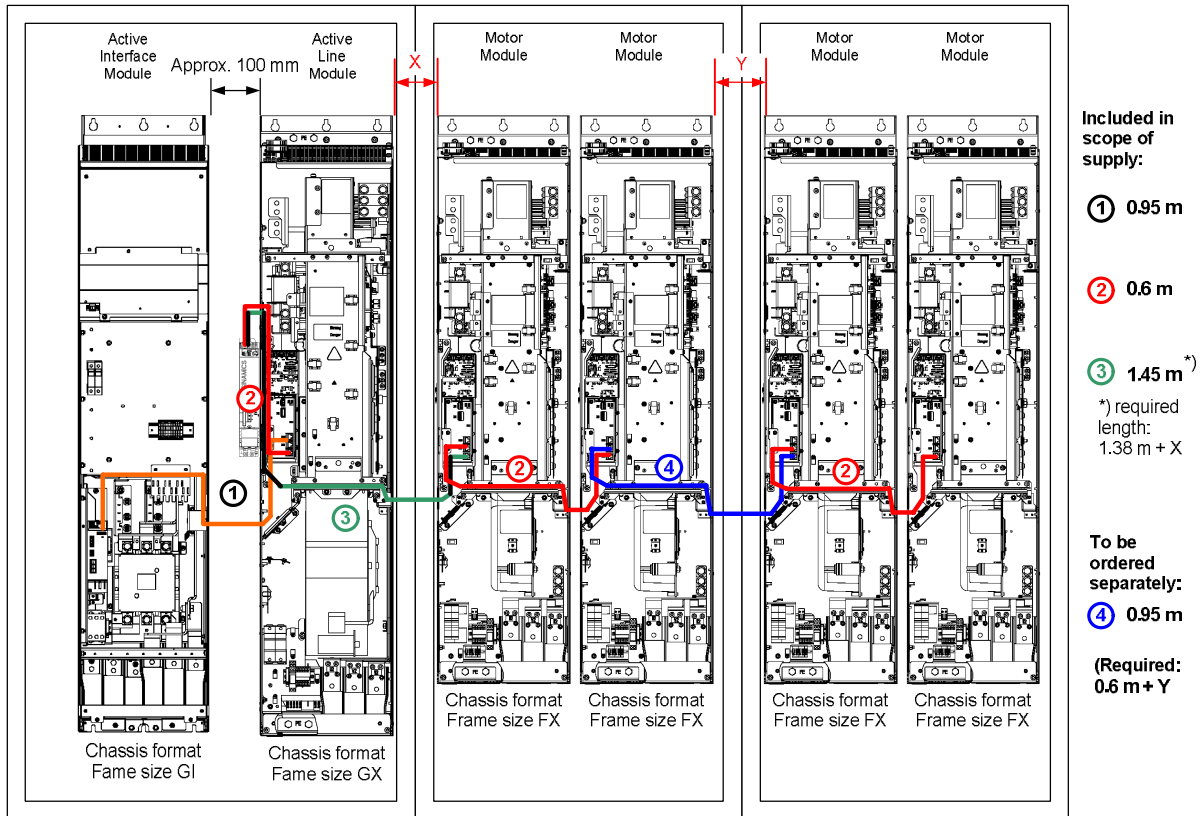 Active
Interface
Module
Approx. 100 mm
Active
Line
Module
X
Motor
Module
Motor
Module
Y
Motor
Module
Motor
Module
Included in
scope of
supply:
1 0.95 m
2 0.6 m
3 1.45 m *)
*) required
length:
1.38 m + X
To be
ordered
separately:
4 0.95 m
(Required:
0.6 m + Y
2
1
3
2
4
2
PE
PE
Chassis format
Fame size GI
Chassis format
Fame size GX
Chassis format
Frame size FX
Chassis format
Frame size FX
Chassis format
Frame size FX
Chassis format
Frame size FX